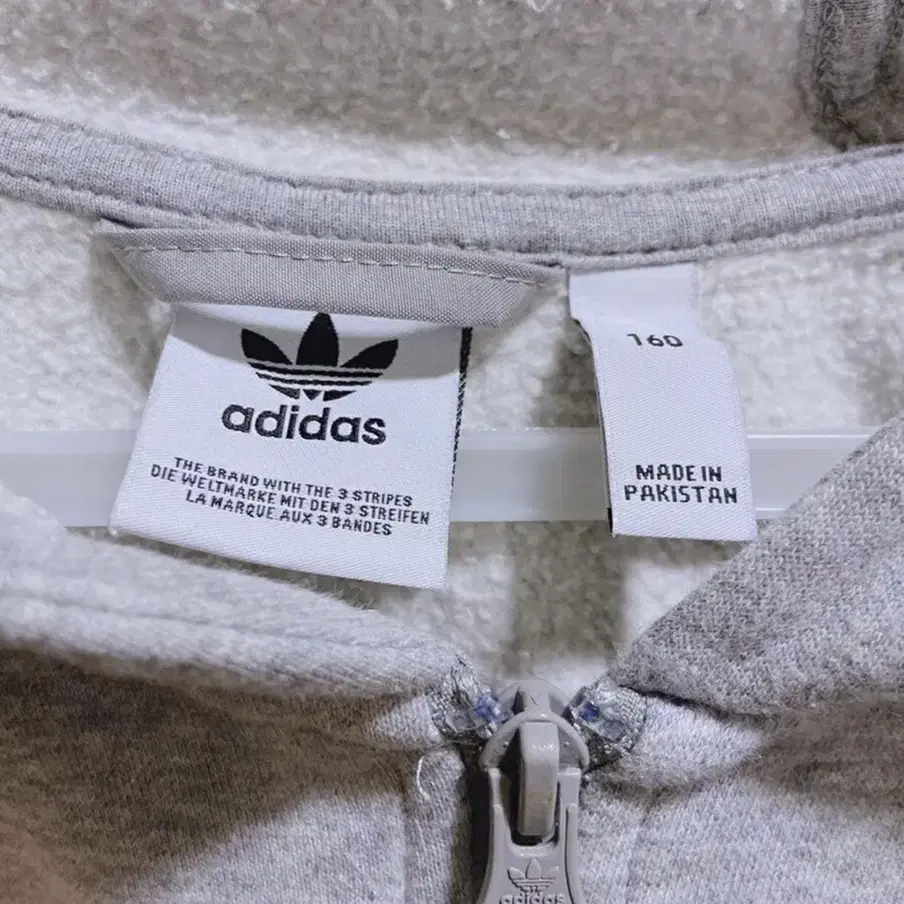 adidas
THE BRAND WITH THE 3 STRIPES
DIE WELTMARKE MIT DEN 3 STREIFEN
LA MARQUE AUX 3 BANDES
160
MADE IN
PAKISTAN
adidas